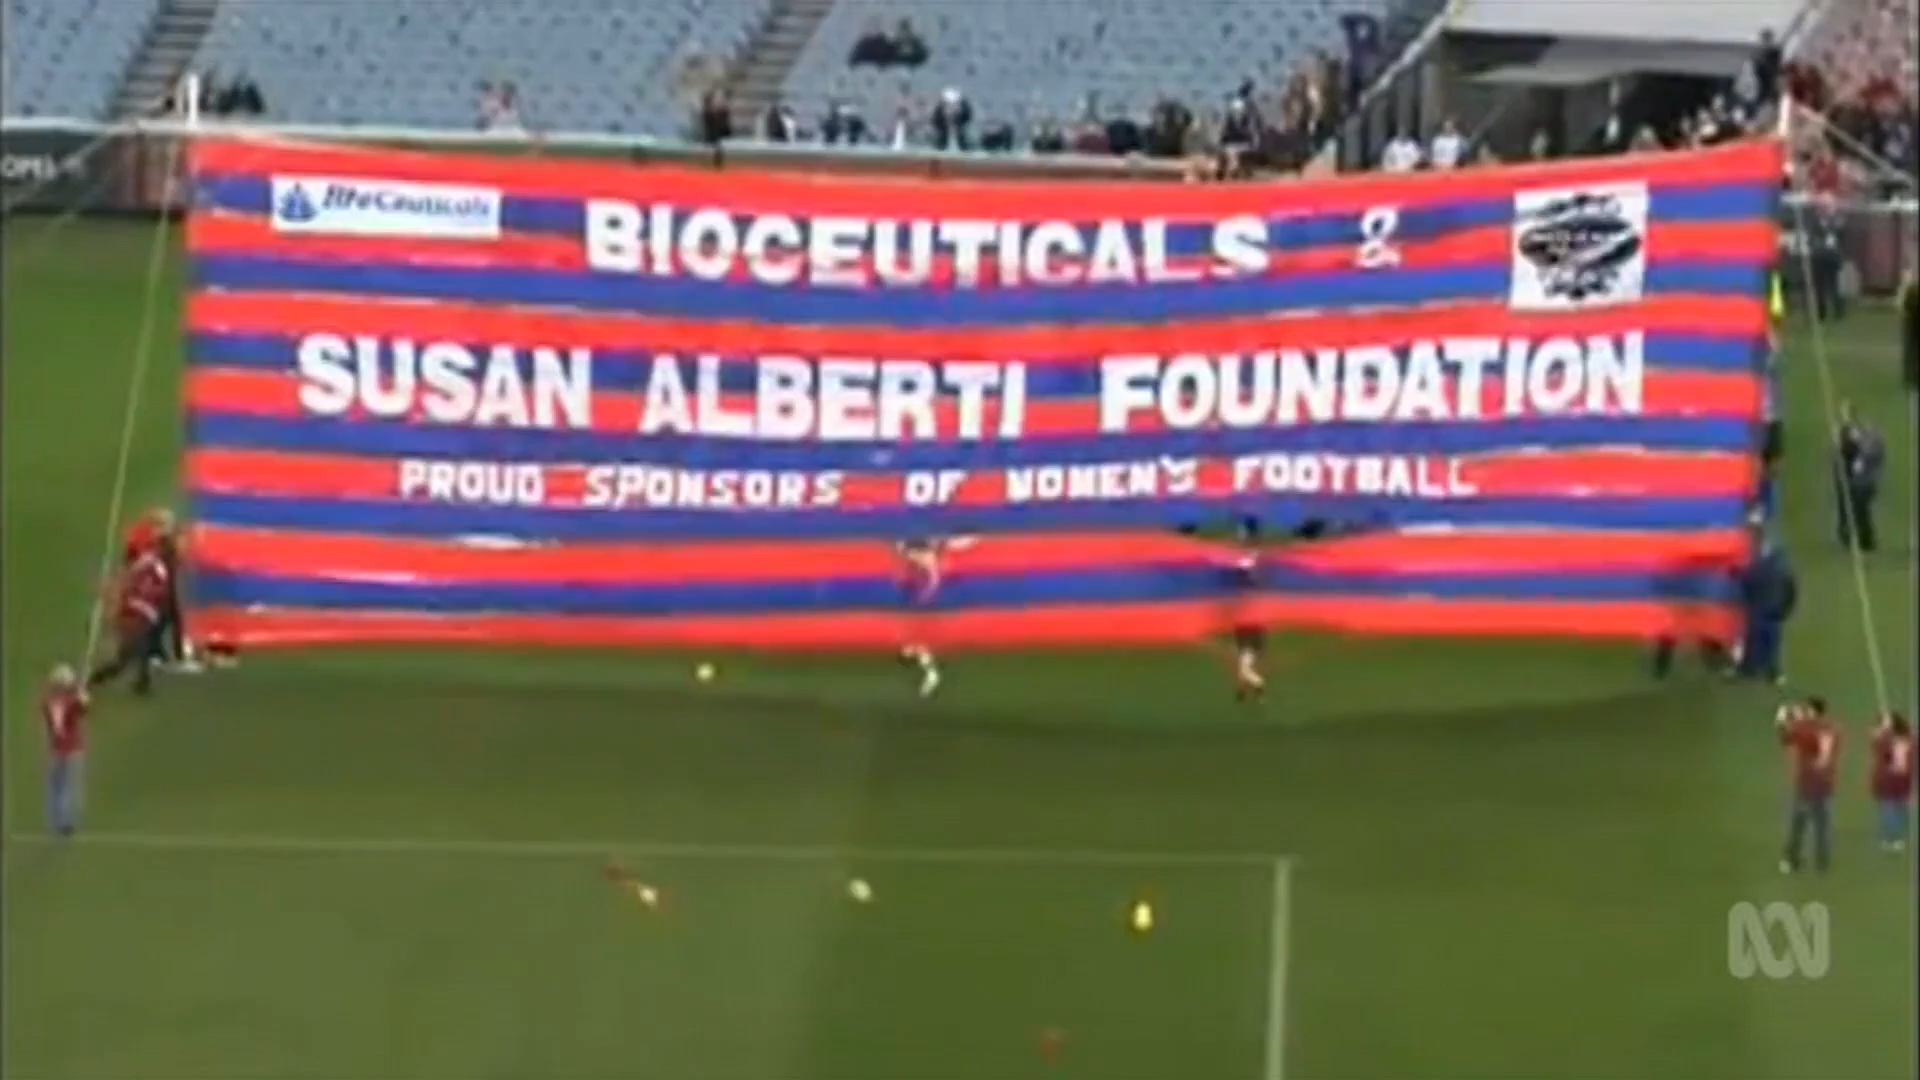 BIOCEUTICALS &
SUSAN ALBERTI FOUNDATION
PROUD SPONSORS OF WOMEN'S FOOTBALL